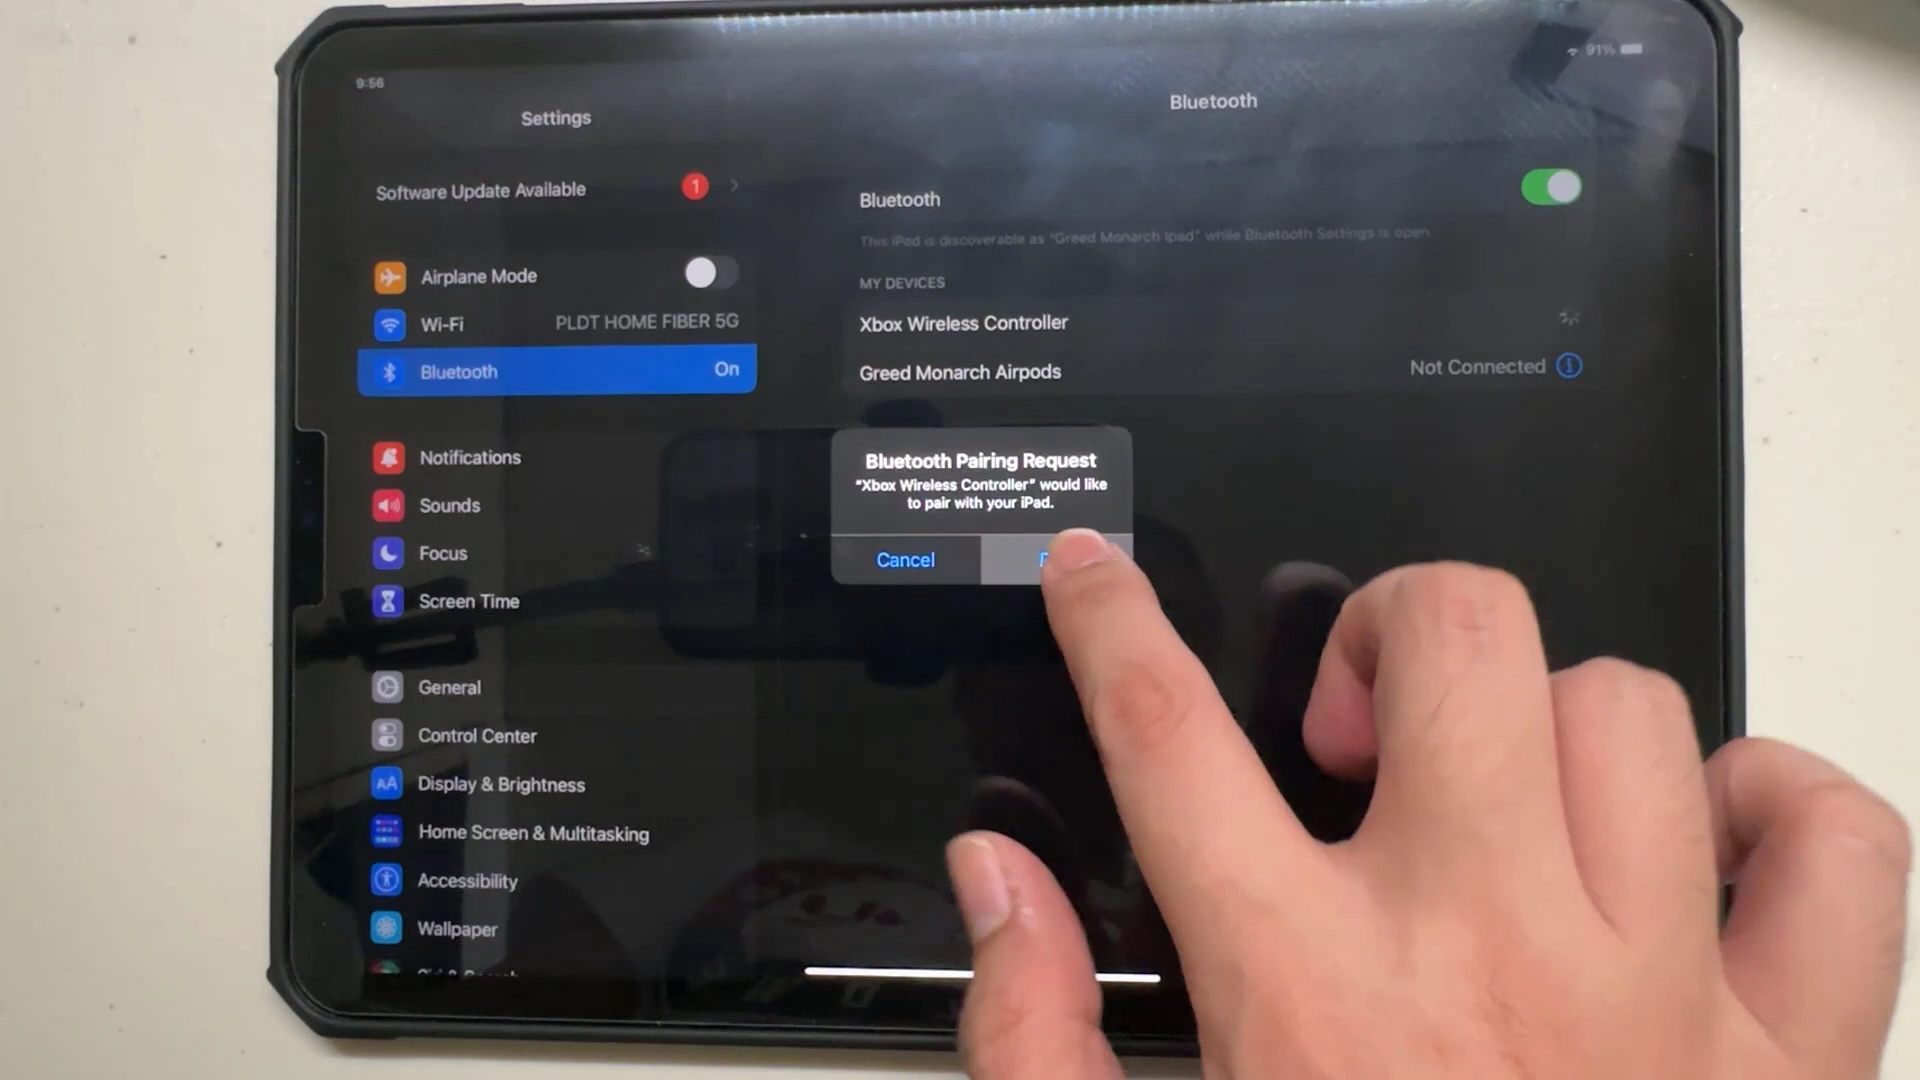 9:56
91%
Settings
Bluetooth
Software Update Available
1
Bluetooth
This iPad is discoverable as "Greed Monarch Ipad" while Bluetooth Settings is open.
Airplane Mode
MY DEVICES
Wi-Fi
PLDT HOME FIBER 5G
Xbox Wireless Controller
Bluetooth
On
Greed Monarch Airpods
Not Connected
Bluetooth Pairing Request
"Xbox Wireless Controller" would like
to pair with your iPad.
Cancel
Notifications
Sounds
Focus
Screen Time
General
Control Center
AA
Display & Brightness
Home Screen & Multitasking
Accessibility
Wallpaper